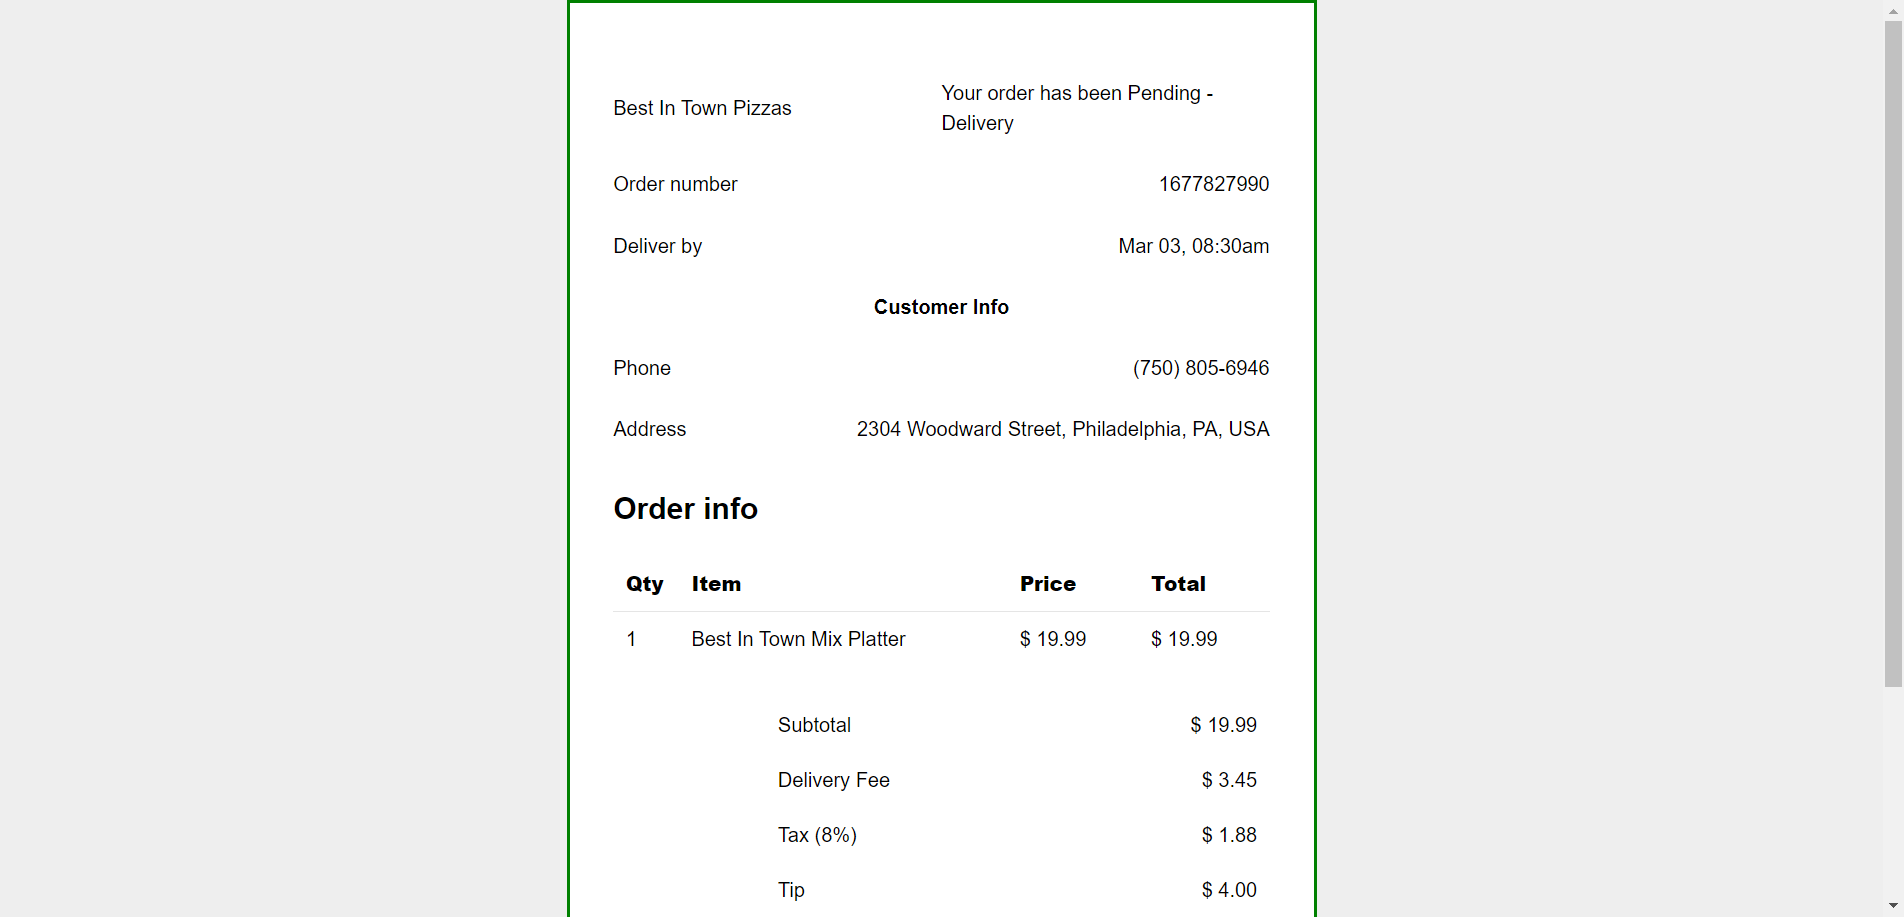 Best In Town Pizzas
Your order has been Pending -
Delivery
Order number 1677827990
Deliver by Mar 03, 08:30am
Customer Info
Phone (750) 805-6946
Address 2304 Woodward Street, Philadelphia, PA, USA
Order info
Qty Item Price Total
1 Best In Town Mix Platter $ 19.99 $ 19.99
Subtotal $ 19.99
Delivery Fee $ 3.45
Tax (8%) $ 1.88
Tip $ 4.00